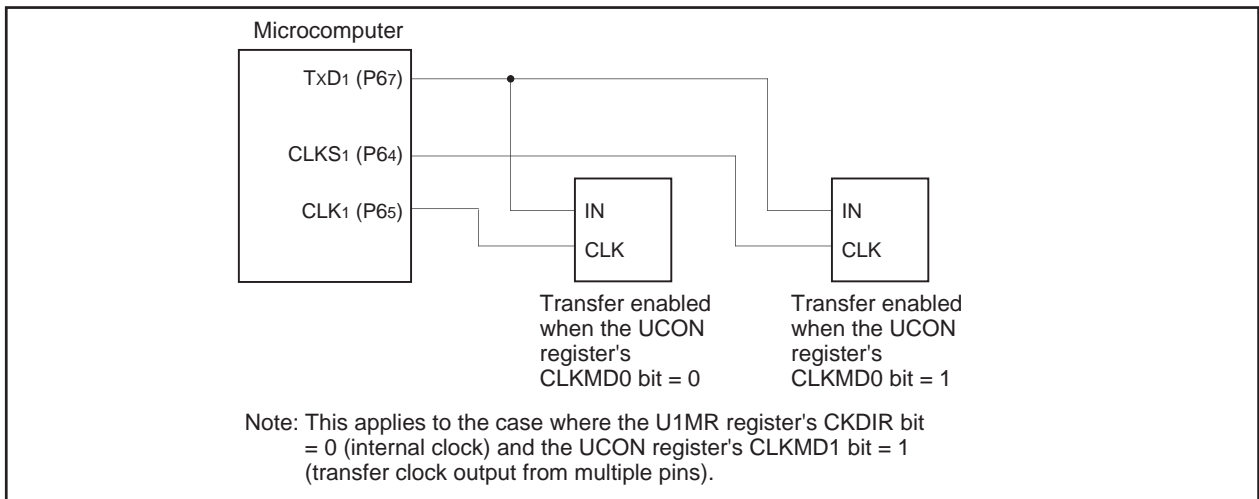 Microcomputer
TxD1 (P67)
CLKS1 (P64)
CLK1 (P65)
IN
CLK
IN
CLK
Transfer enabled
when the UCON
register's
CLKMD0 bit = 0
Transfer enabled
when the UCON
register's
CLKMD0 bit = 1
Note: This applies to the case where the U1MR register's CKDIR bit
= 0 (internal clock) and the UCON register's CLKMD1 bit = 1
(transfer clock output from multiple pins).